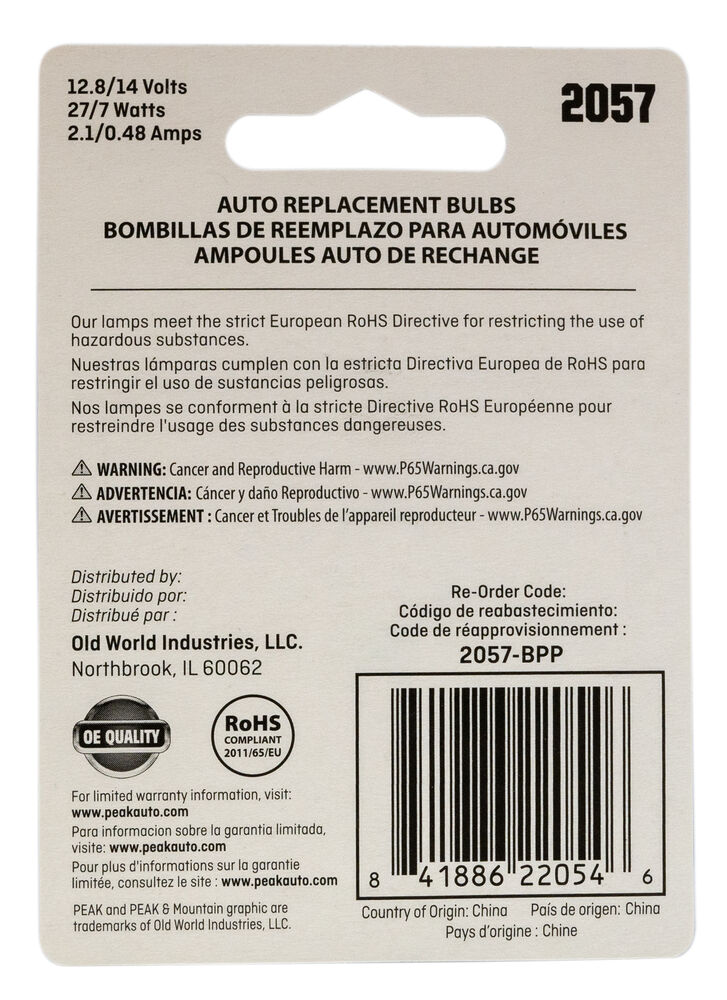 12.8/14 Volts
27/7 Watts
2.1/0.48 Amps
2057
AUTO REPLACEMENT BULBS
BOMBILLAS DE REEMPLAZO PARA AUTOMÓVILES
AMPOULES AUTO DE RECHANGE
Our lamps meet the strict European RoHS Directive for restricting the use of
hazardous substances.
Nuestras lámparas cumplen con la estricta Directiva Europea de RoHS para
restringir el uso de sustancias peligrosas.
Nos lampes se conforment à la stricte Directive RoHS Européenne pour
restreindre l'usage des substances dangereuses.
⚠ WARNING: Cancer and Reproductive Harm - www.P65Warnings.ca.gov
⚠ ADVERTENCIA: Cáncer y daño Reproductivo - www.P65Warnings.ca.gov
⚠ AVERTISSEMENT : Cancer et Troubles de l'appareil reproducteur - www.P65Warnings.ca.gov
Distributed by:
Distribuido por:
Distribué par :
Old World Industries, LLC.
Northbrook, IL 60062
OE QUALITY
RoHS
COMPLIANT
2011/65/EU
For limited warranty information, visit:
www.peakauto.com
Para informacion sobre la garantia limitada,
visite: www.peakauto.com
Pour plus d'informations sur la garantie
limitée, consultez le site : www.peakauto.com
PEAK and PEAK & Mountain graphic are
trademarks of Old World Industries, LLC.
Re-Order Code:
Código de reabastecimiento:
Code de réapprovisionnement :
2057-BPP
8 41886 22054 6
Country of Origin: China País de origen: China
Pays d'origine : Chine